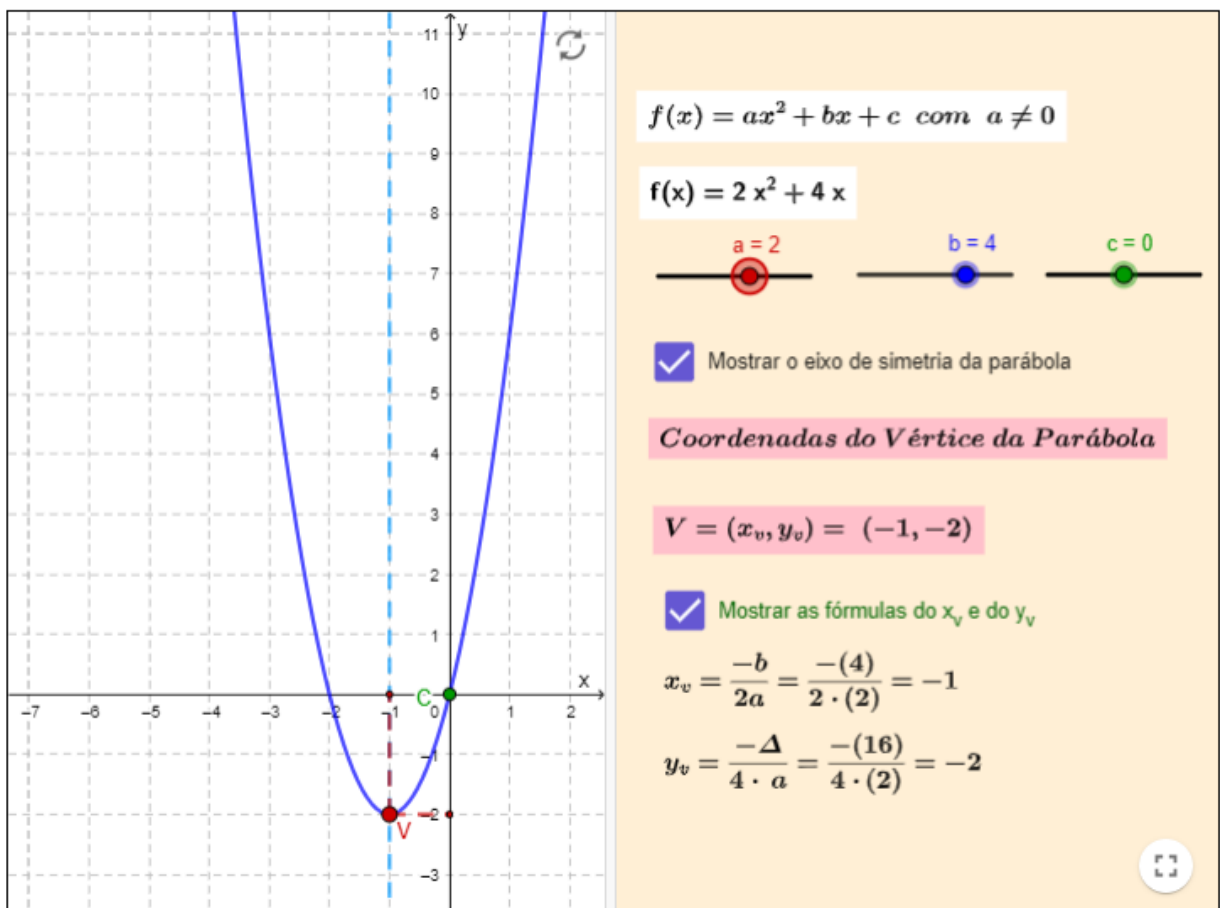 y
11
10
9
8
7
6
5
4
3
2
1
C
x
–7 –6 –5 –4 –3 –2 –1 0 1 2
–1
–2
V
–3
f(x) = ax² + bx + c com a ≠ 0
f(x) = 2 x² + 4 x
a = 2 b = 4 c = 0
Mostrar o eixo de simetria da parábola
Coordenadas do Vértice da Parábola
V = (xᵥ, yᵥ) = (−1, −2)
Mostrar as fórmulas do xᵥ e do yᵥ
xᵥ = −b / 2a = −(4) / 2 · (2) = −1
yᵥ = −Δ / 4 · a = −(16) / 4 · (2) = −2